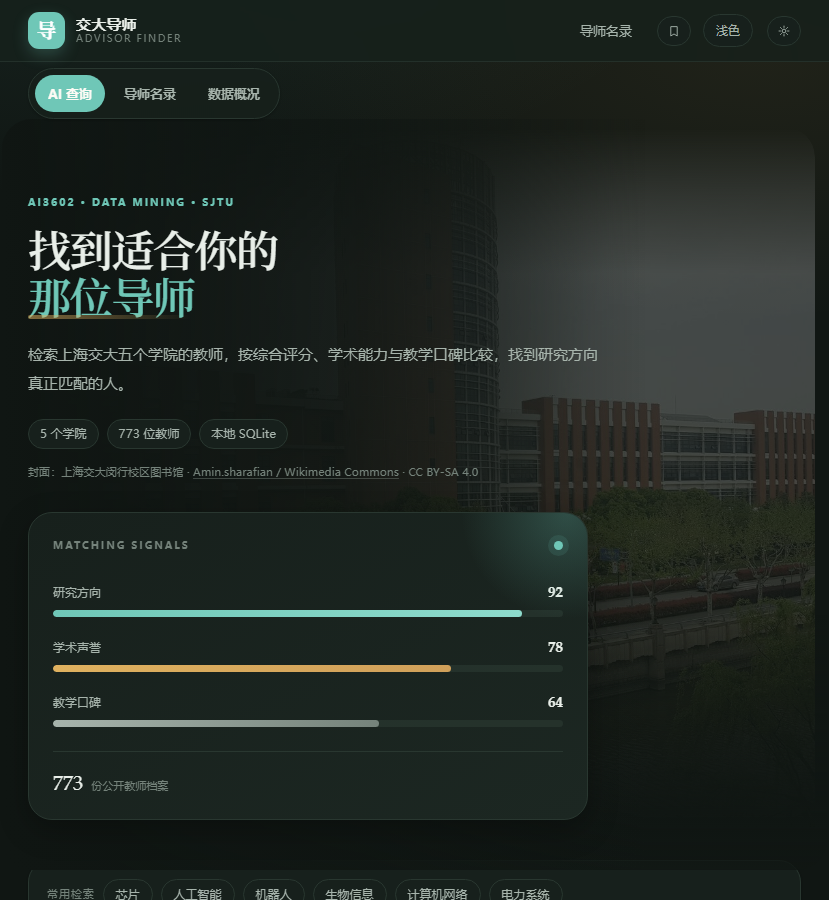 导
交大导师
ADVISOR FINDER
导师名录
浅色
AI 查询
导师名录
数据概况
AI3602 • DATA MINING • SJTU
找到适合你的
那位导师
检索上海交大五个学院的教师，按综合评分、学术能力与教学口碑比较，找到研究方向
真正匹配的人。
5 个学院
773 位教师
本地 SQLite
封面：上海交大闵行校区图书馆 · Amin.sharafian / Wikimedia Commons · CC BY-SA 4.0
MATCHING SIGNALS
研究方向 92
学术声誉 78
教学口碑 64
773 份公开教师档案
常用检索 芯片 人工智能 机器人 生物信息 计算机网络 电力系统